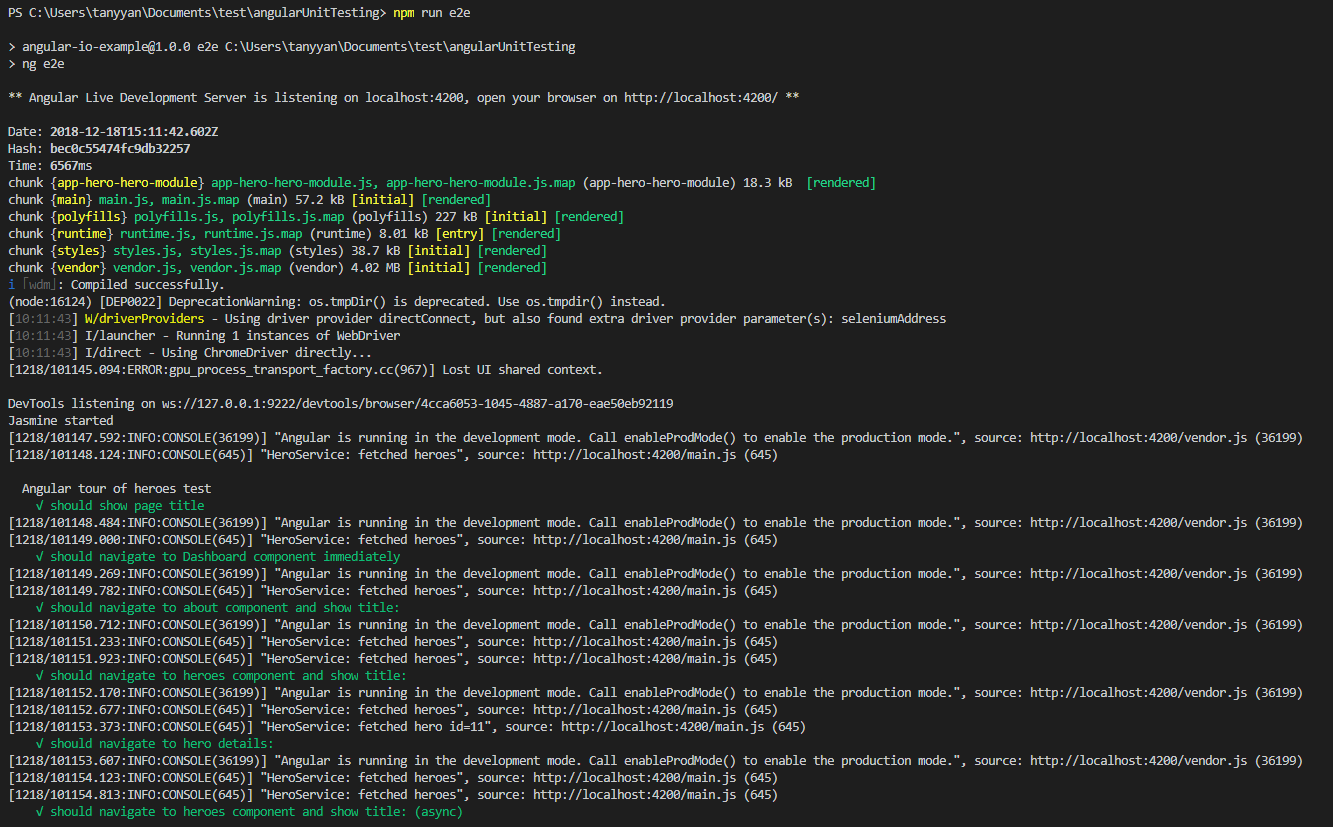 PS C:\Users\tanyyan\Documents\test\angularUnitTesting> npm run e2e
> angular-io-example@1.0.0 e2e C:\Users\tanyyan\Documents\test\angularUnitTesting
> ng e2e
** Angular Live Development Server is listening on localhost:4200, open your browser on http://localhost:4200/ **
Date: 2018-12-18T15:11:42.602Z
Hash: bec0c55474fc9db32257
Time: 6567ms
chunk {app-hero-hero-module} app-hero-hero-module.js, app-hero-hero-module.js.map (app-hero-hero-module) 18.3 kB  [rendered]
chunk {main} main.js, main.js.map (main) 57.2 kB [initial] [rendered]
chunk {polyfills} polyfills.js, polyfills.js.map (polyfills) 227 kB [initial] [rendered]
chunk {runtime} runtime.js, runtime.js.map (runtime) 8.01 kB [entry] [rendered]
chunk {styles} styles.js, styles.js.map (styles) 38.7 kB [initial] [rendered]
chunk {vendor} vendor.js, vendor.js.map (vendor) 4.02 MB [initial] [rendered]
i ｢wdm｣: Compiled successfully.
(node:16124) [DEP0022] DeprecationWarning: os.tmpDir() is deprecated. Use os.tmpdir() instead.
[10:11:43] W/driverProviders - Using driver provider directConnect, but also found extra driver provider parameter(s): seleniumAddress
[10:11:43] I/launcher - Running 1 instances of WebDriver
[10:11:43] I/direct - Using ChromeDriver directly...
[1218/101145.094:ERROR:gpu_process_transport_factory.cc(967)] Lost UI shared context.
DevTools listening on ws://127.0.0.1:9222/devtools/browser/4cca6053-1045-4887-a170-eae50eb92119
Jasmine started
[1218/101147.592:INFO:CONSOLE(36199)] "Angular is running in the development mode. Call enableProdMode() to enable the production mode.", source: http://localhost:4200/vendor.js (36199)
[1218/101148.124:INFO:CONSOLE(645)] "HeroService: fetched heroes", source: http://localhost:4200/main.js (645)
Angular tour of heroes test
√ should show page title
[1218/101148.484:INFO:CONSOLE(36199)] "Angular is running in the development mode. Call enableProdMode() to enable the production mode.", source: http://localhost:4200/vendor.js (36199)
[1218/101149.000:INFO:CONSOLE(645)] "HeroService: fetched heroes", source: http://localhost:4200/main.js (645)
√ should navigate to Dashboard component immediately
[1218/101149.269:INFO:CONSOLE(36199)] "Angular is running in the development mode. Call enableProdMode() to enable the production mode.", source: http://localhost:4200/vendor.js (36199)
[1218/101149.782:INFO:CONSOLE(645)] "HeroService: fetched heroes", source: http://localhost:4200/main.js (645)
√ should navigate to about component and show title:
[1218/101150.712:INFO:CONSOLE(36199)] "Angular is running in the development mode. Call enableProdMode() to enable the production mode.", source: http://localhost:4200/vendor.js (36199)
[1218/101151.233:INFO:CONSOLE(645)] "HeroService: fetched heroes", source: http://localhost:4200/main.js (645)
[1218/101151.923:INFO:CONSOLE(645)] "HeroService: fetched heroes", source: http://localhost:4200/main.js (645)
√ should navigate to heroes component and show title:
[1218/101152.170:INFO:CONSOLE(36199)] "Angular is running in the development mode. Call enableProdMode() to enable the production mode.", source: http://localhost:4200/vendor.js (36199)
[1218/101152.677:INFO:CONSOLE(645)] "HeroService: fetched heroes", source: http://localhost:4200/main.js (645)
[1218/101153.373:INFO:CONSOLE(645)] "HeroService: fetched hero id=11", source: http://localhost:4200/main.js (645)
√ should navigate to hero details:
[1218/101153.607:INFO:CONSOLE(36199)] "Angular is running in the development mode. Call enableProdMode() to enable the production mode.", source: http://localhost:4200/vendor.js (36199)
[1218/101154.123:INFO:CONSOLE(645)] "HeroService: fetched heroes", source: http://localhost:4200/main.js (645)
[1218/101154.813:INFO:CONSOLE(645)] "HeroService: fetched heroes", source: http://localhost:4200/main.js (645)
√ should navigate to heroes component and show title: (async)